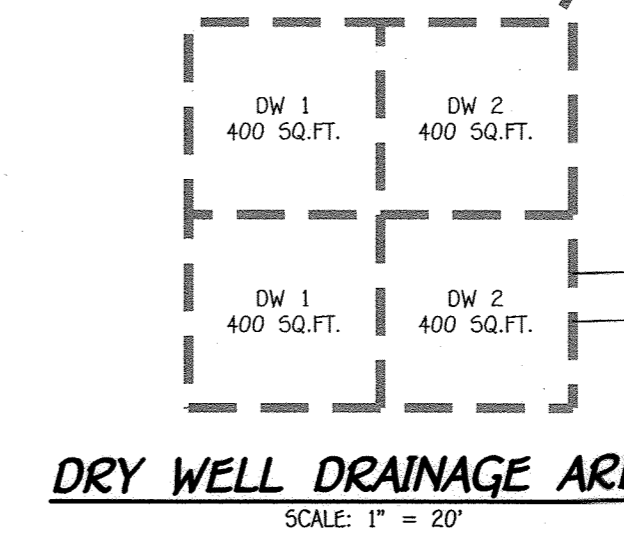 DW 1
400 SQ.FT.
DW 2
400 SQ.FT.
DW 1
400 SQ.FT.
DW 2
400 SQ.FT.
DRY WELL DRAINAGE
SCALE: 1" = 20'